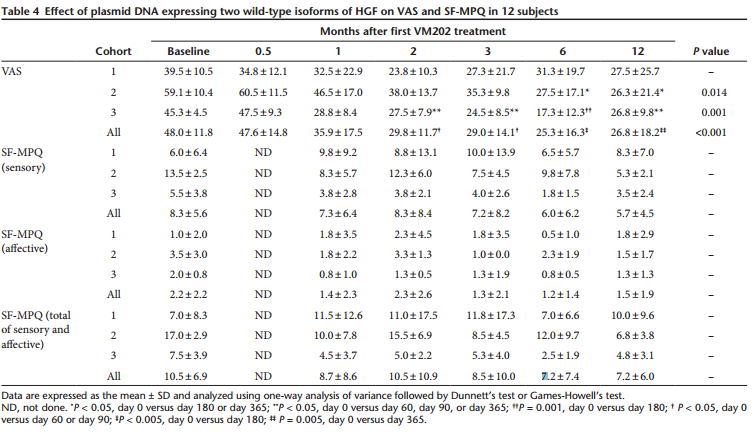 Table 4 Effect of plasmid DNA expressing two wild-type isoforms of HGF on VAS and SF-MPQ in 12 subjects
Months after first VM202 treatment
Cohort Baseline 0.5 1 2 3 6 12 P value
VAS 1 39.5 ± 10.5 34.8 ± 12.1 32.5 ± 22.9 23.8 ± 10.3 27.3 ± 21.7 31.3 ± 19.7 27.5 ± 25.7 –
2 59.1 ± 10.4 60.5 ± 11.5 46.5 ± 17.0 38.0 ± 13.7 35.3 ± 9.8 27.5 ± 17.1* 26.3 ± 21.4* 0.014
3 45.3 ± 4.5 47.5 ± 9.3 28.8 ± 8.4 27.5 ± 7.9** 24.5 ± 8.5** 17.3 ± 12.3†† 26.8 ± 9.8** 0.001
All 48.0 ± 11.8 47.6 ± 14.8 35.9 ± 17.5 29.8 ± 11.7† 29.0 ± 14.1† 25.3 ± 16.3‡ 26.8 ± 18.2‡‡ <0.001
SF-MPQ 1 6.0 ± 6.4 ND 9.8 ± 9.2 8.8 ± 13.1 10.0 ± 13.9 6.5 ± 5.7 8.3 ± 7.0 –
(sensory) 2 13.5 ± 2.5 ND 8.3 ± 5.7 12.3 ± 6.0 7.5 ± 4.5 9.8 ± 7.8 5.3 ± 2.1 –
3 5.5 ± 3.8 ND 3.8 ± 2.8 3.8 ± 2.1 4.0 ± 2.6 1.8 ± 1.5 3.5 ± 2.4 –
All 8.3 ± 5.6 ND 7.3 ± 6.4 8.3 ± 8.4 7.2 ± 8.2 6.0 ± 6.2 5.7 ± 4.5 –
SF-MPQ 1 1.0 ± 2.0 ND 1.8 ± 3.5 2.3 ± 4.5 1.8 ± 3.5 0.5 ± 1.0 1.8 ± 2.9 –
(affective) 2 3.5 ± 3.0 ND 1.8 ± 2.2 3.3 ± 1.3 1.0 ± 0.0 2.3 ± 1.9 1.5 ± 1.7 –
3 2.0 ± 0.8 ND 0.8 ± 1.0 1.3 ± 0.5 1.3 ± 1.9 0.8 ± 0.5 1.3 ± 1.3 –
All 2.2 ± 2.2 ND 1.4 ± 2.3 2.3 ± 2.6 1.3 ± 2.1 1.2 ± 1.4 1.5 ± 1.9 –
SF-MPQ (total 1 7.0 ± 8.3 ND 11.5 ± 12.6 11.0 ± 17.5 11.8 ± 17.3 7.0 ± 6.6 10.0 ± 9.6 –
of sensory and 2 17.0 ± 2.9 ND 10.0 ± 7.8 15.5 ± 6.9 8.5 ± 4.5 12.0 ± 9.7 6.8 ± 3.8 –
affective) 3 7.5 ± 3.9 ND 4.5 ± 3.7 5.0 ± 2.2 5.3 ± 4.0 2.5 ± 1.9 4.8 ± 3.1 –
All 10.5 ± 6.9 ND 8.7 ± 8.6 10.5 ± 10.9 8.5 ± 10.0 7.2 ± 7.4 7.2 ± 6.0 –
Data are expressed as the mean ± SD and analyzed using one-way analysis of variance followed by Dunnett's test or Games-Howell's test.
ND, not done. *P < 0.05, day 0 versus day 180 or 365; **P < 0.05, day 0 versus day 60, day 90, or day 365; ††P = 0.001, day 0 versus day 180; † P < 0.05, day 0
versus day 60 or day 90; ‡P < 0.005, day 0 versus day 180; ‡‡ P = 0.005, day 0 versus day 365.